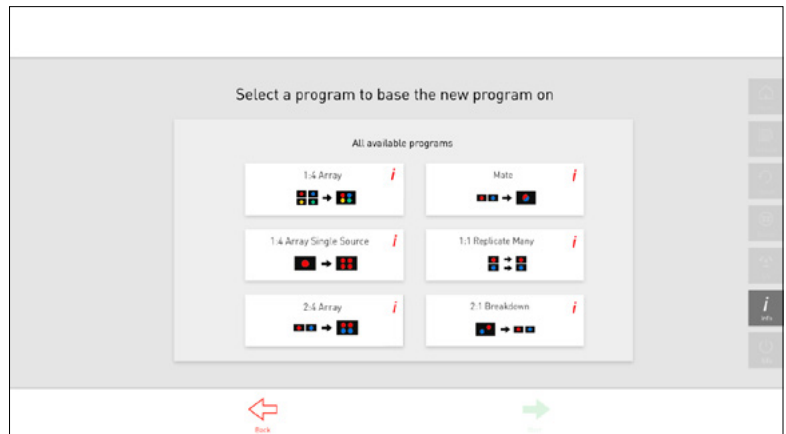 Select a program to base the new program on
All available programs
1:4 Array
i
Mate
i
1:4 Array Single Source
i
1:1 Replicate Many
i
2:4 Array
i
2:1 Breakdown
i
i
Info
Back